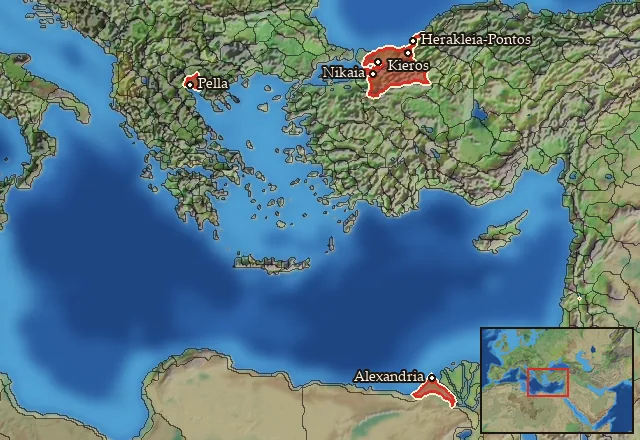 Herakleia-Pontos
Kieros
Nikaia
Pella
Alexandria